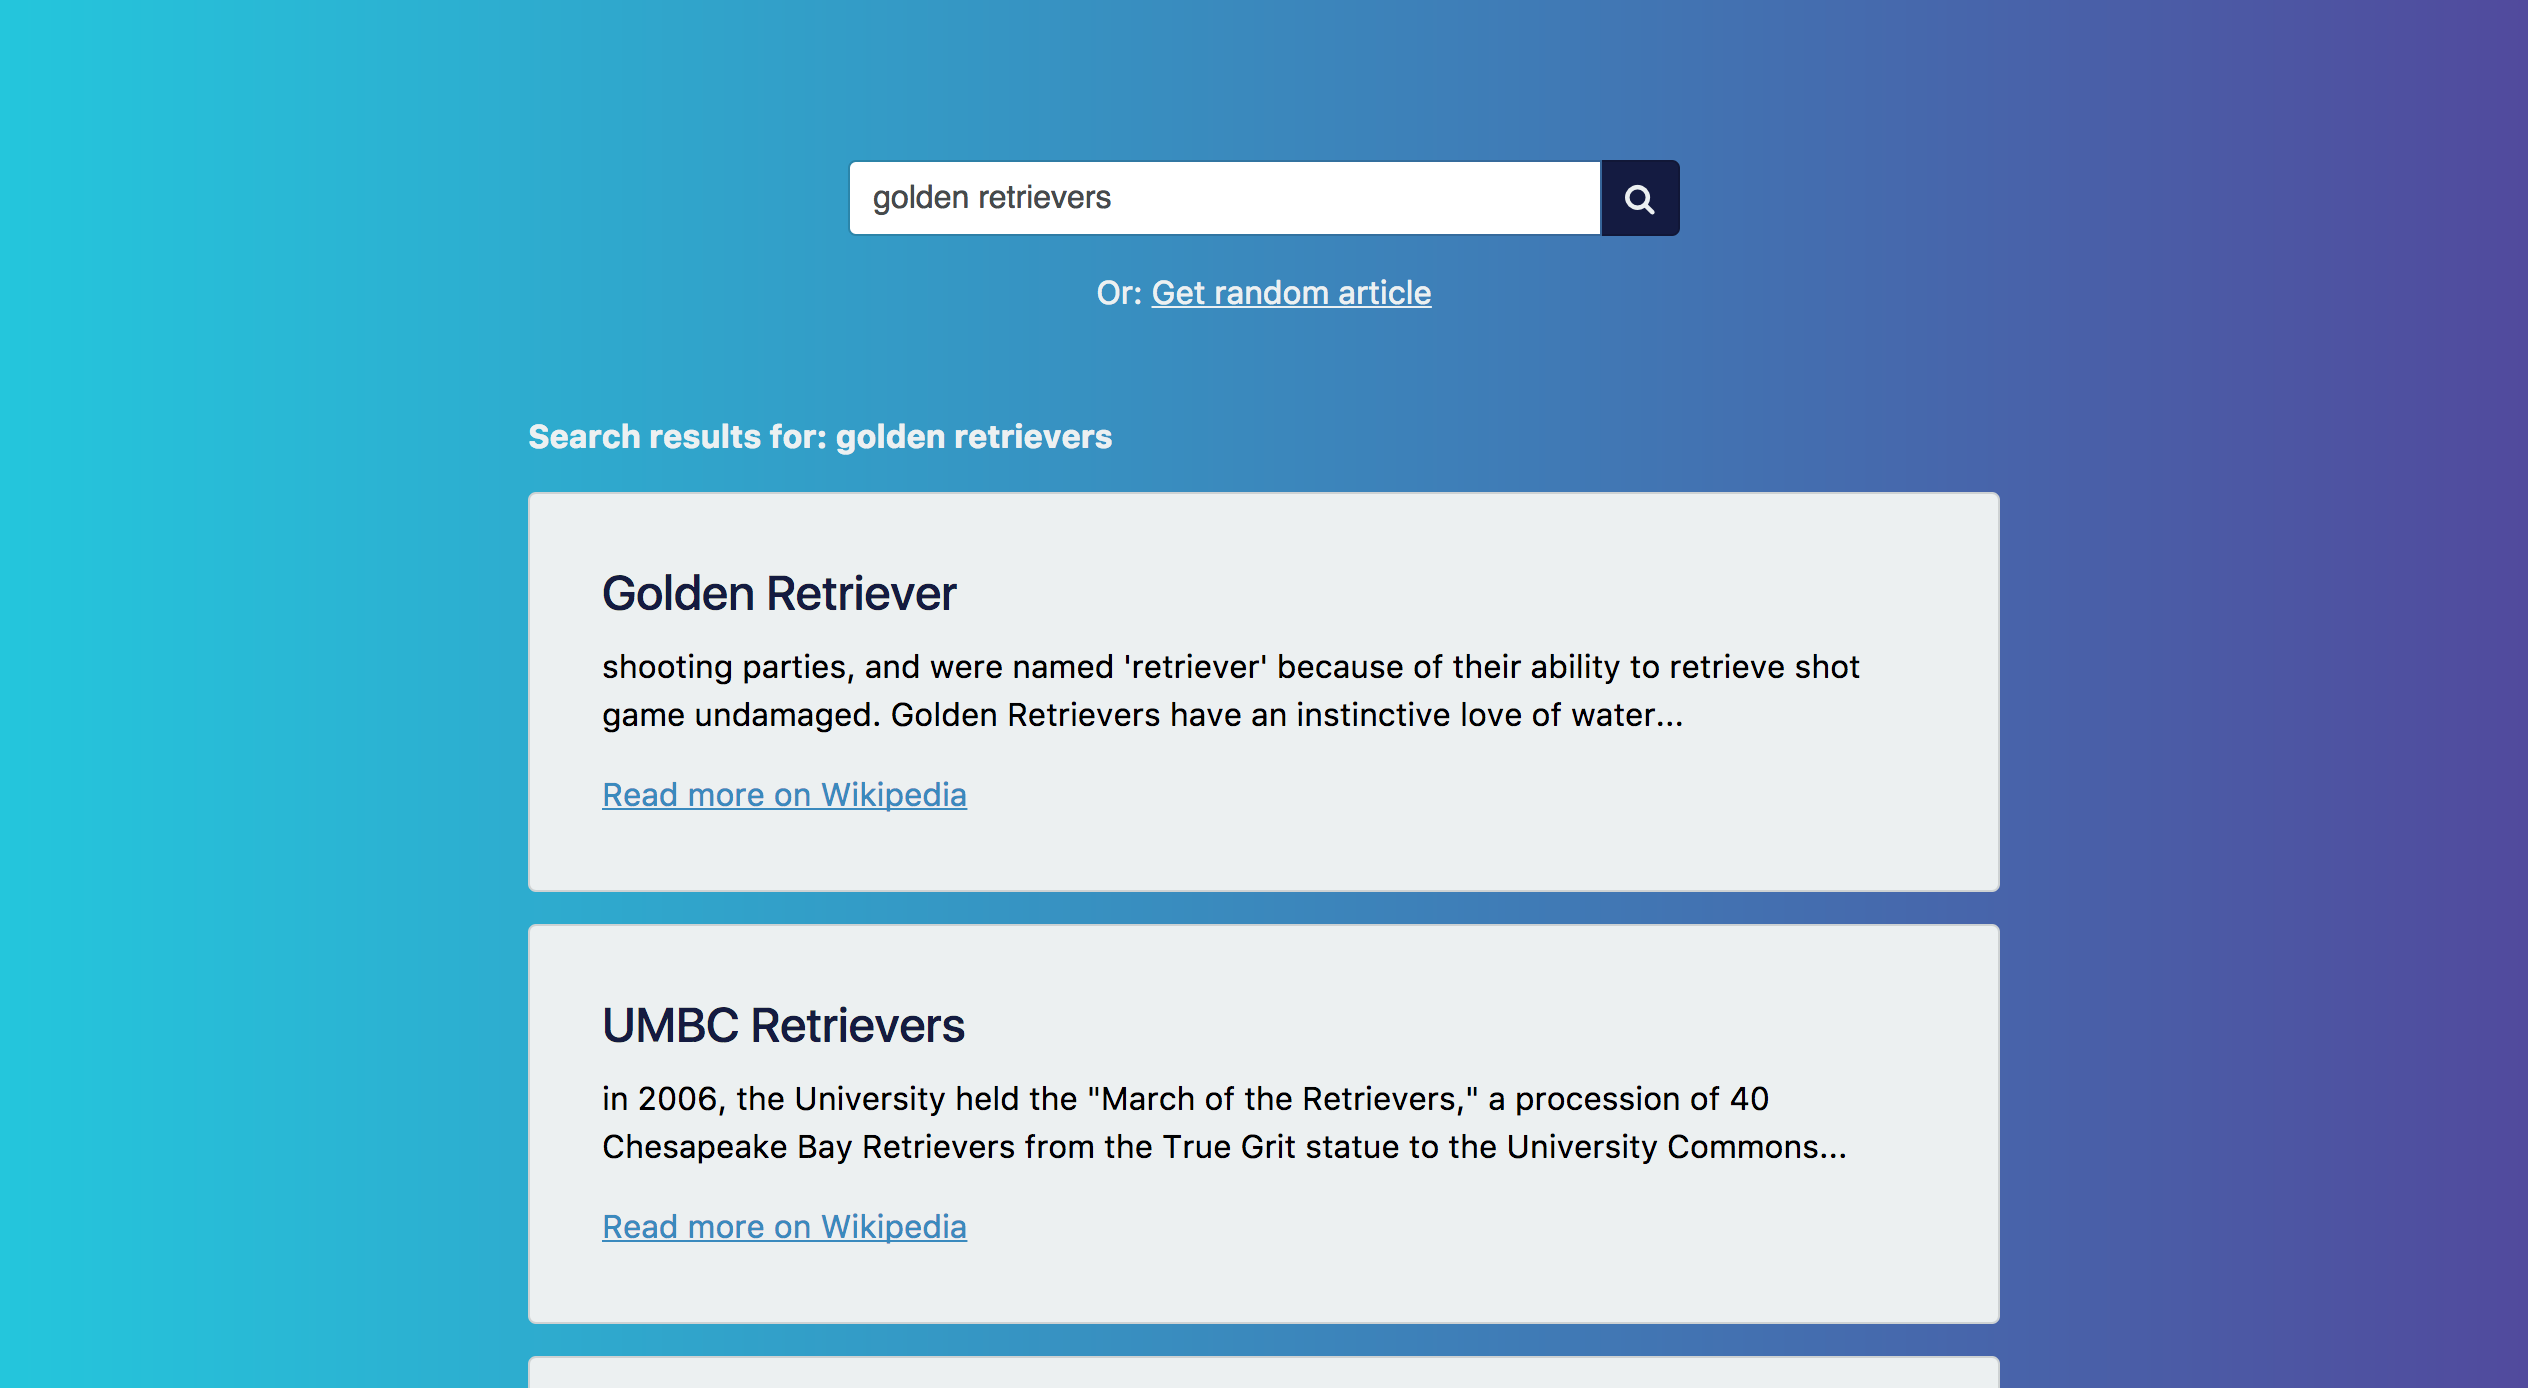 golden retrievers
Or: Get random article
Search results for: golden retrievers
Golden Retriever
shooting parties, and were named 'retriever' because of their ability to retrieve shot
game undamaged. Golden Retrievers have an instinctive love of water...
Read more on Wikipedia
UMBC Retrievers
in 2006, the University held the "March of the Retrievers," a procession of 40
Chesapeake Bay Retrievers from the True Grit statue to the University Commons...
Read more on Wikipedia